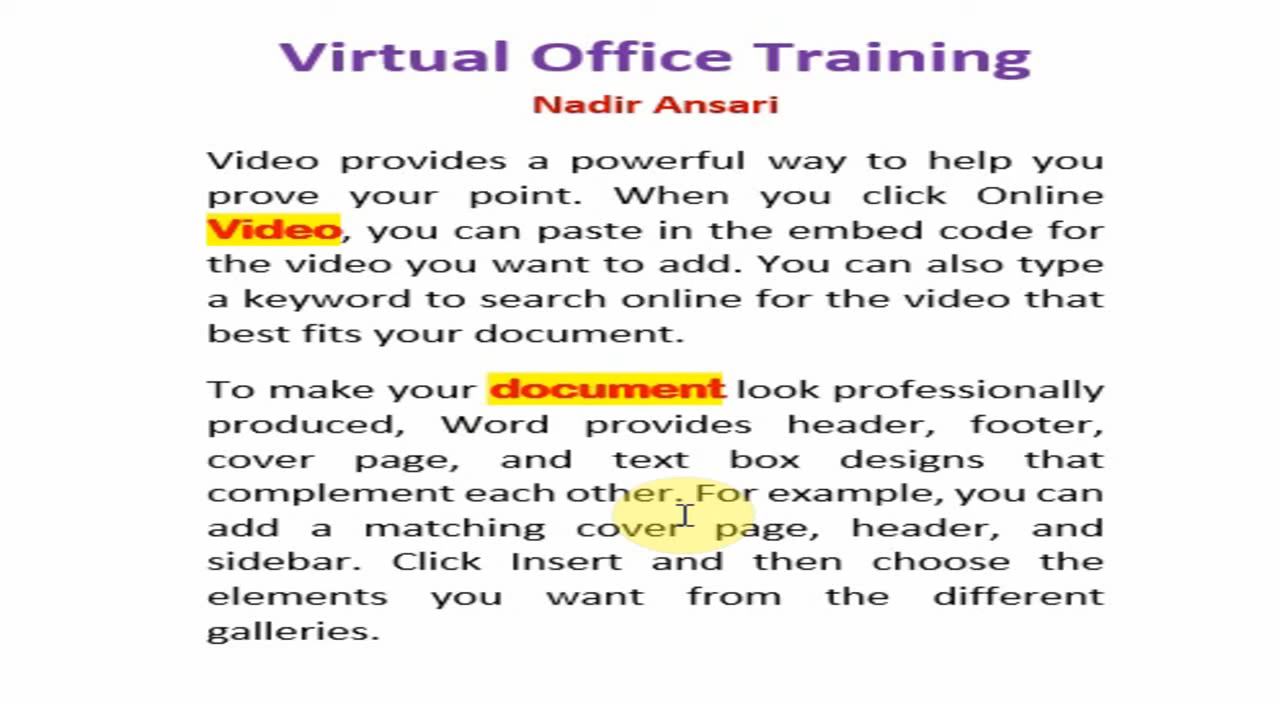 Virtual Office Training
Nadir Ansari
Video provides a powerful way to help you
prove your point. When you click Online
Video, you can paste in the embed code for
the video you want to add. You can also type
a keyword to search online for the video that
best fits your document.
To make your document look professionally
produced, Word provides header, footer,
cover page, and text box designs that
complement each other. For example, you can
add a matching cover page, header, and
sidebar. Click Insert and then choose the
elements you want from the different
galleries.